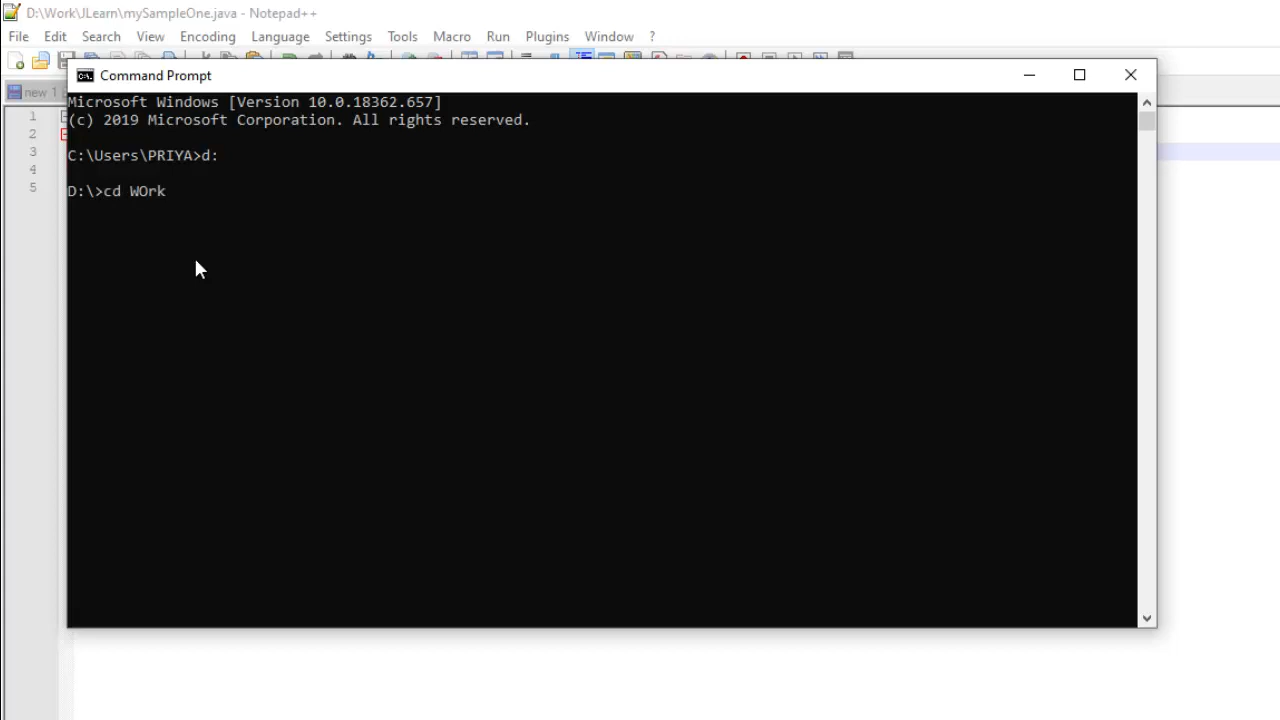 D:\Work\JLearn\mySampleOne.java - Notepad++
File Edit Search View Encoding Language Settings Tools Macro Run Plugins Window ?
Command Prompt
new 1
Microsoft Windows [Version 10.0.18362.657]
(c) 2019 Microsoft Corporation. All rights reserved.
C:\Users\PRIYA>d:
D:\>cd WOrk
1
2
3
4
5